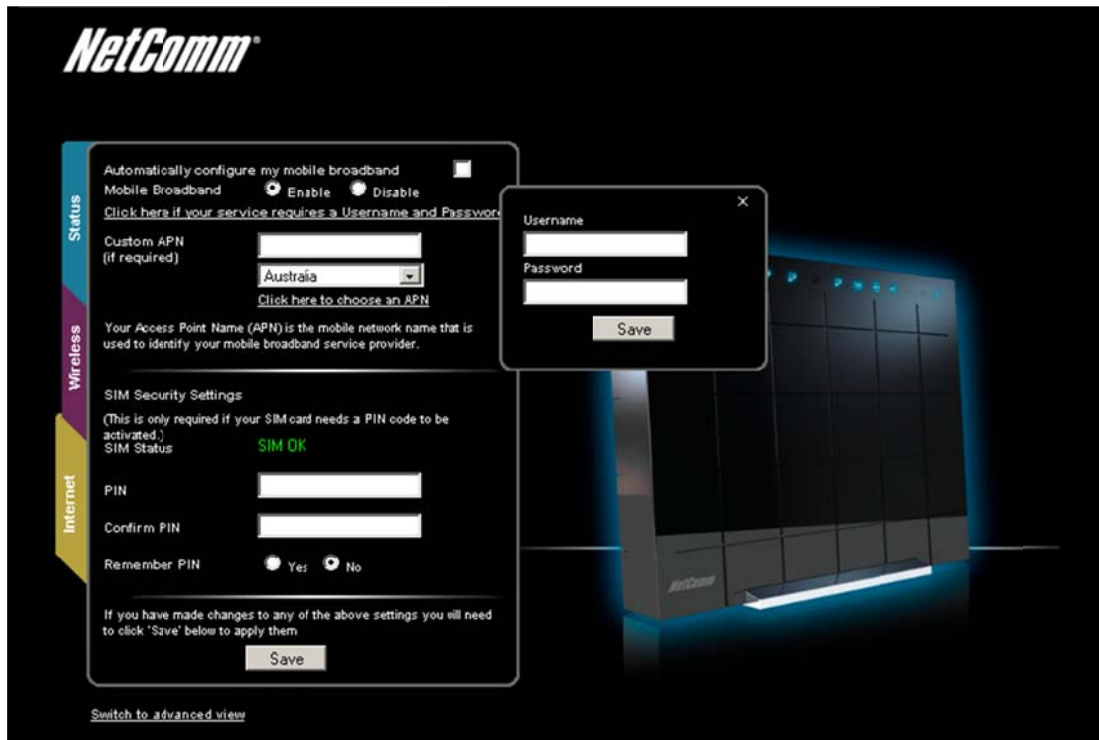 NetComm
Status
Wireless
Internet
Automatically configure my mobile broadband
Mobile Broadband Enable Disable
Click here if your service requires a Username and Password
Custom APN
(if required)
Australia
Click here to choose an APN
Your Access Point Name (APN) is the mobile network name that is
used to identify your mobile broadband service provider.
SIM Security Settings
(This is only required if your SIM card needs a PIN code to be
activated.)
SIM Status SIM OK
PIN
Confirm PIN
Remember PIN Yes No
If you have made changes to any of the above settings you will need
to click 'Save' below to apply them
Save
Switch to advanced view
×
Username
Password
Save
NetComm